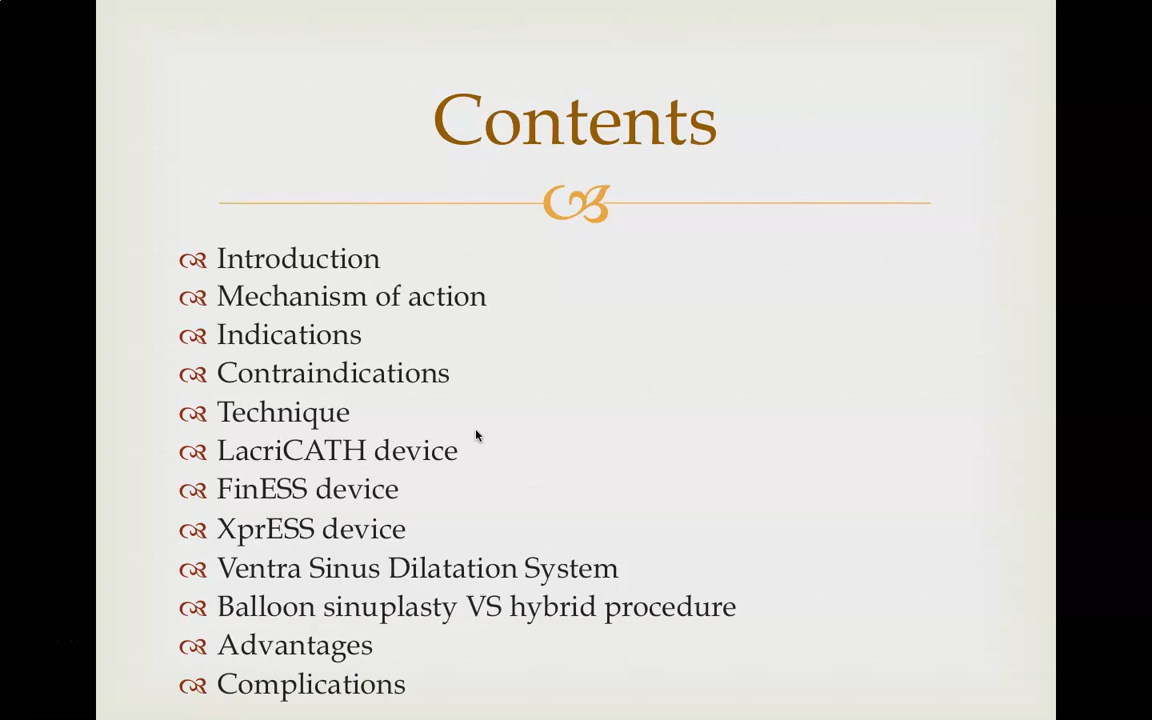 Contents
Introduction
Mechanism of action
Indications
Contraindications
Technique
LacriCATH device
FinESS device
XprESS device
Ventra Sinus Dilatation System
Balloon sinuplasty VS hybrid procedure
Advantages
Complications